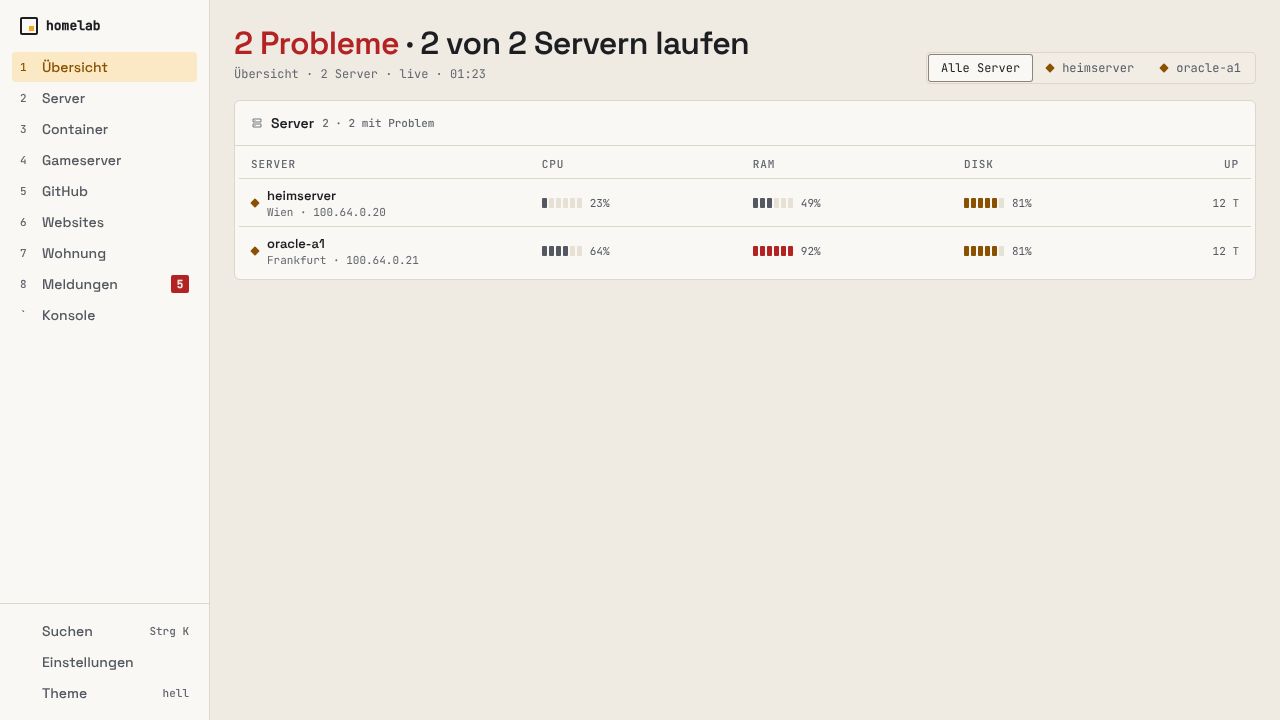 homelab
1 Übersicht
2 Server
3 Container
4 Gameserver
5 GitHub
6 Websites
7 Wohnung
8 Meldungen 5
` Konsole
Suchen Strg K
Einstellungen
Theme hell
2 Probleme · 2 von 2 Servern laufen
Übersicht · 2 Server · live · 01:23
Alle Server heimserver oracle-a1
Server 2 · 2 mit Problem
SERVER CPU RAM DISK UP
heimserver
Wien · 100.64.0.20
23% 49% 81% 12 T
oracle-a1
Frankfurt · 100.64.0.21
64% 92% 81% 12 T